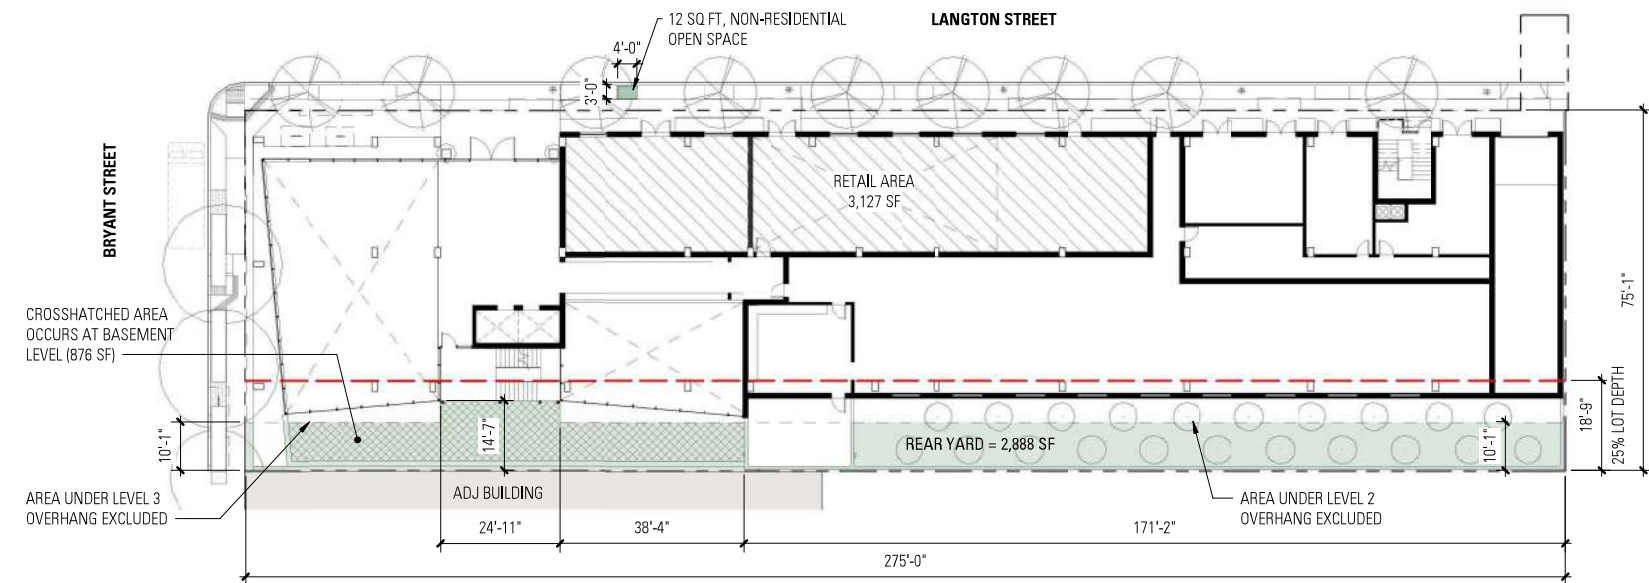 12 SQ FT, NON-RESIDENTIAL
OPEN SPACE
LANGTON STREET
4'-0"
3'-0"
BRYANT STREET
RETAIL AREA
3,127 SF
75'-1"
CROSSHATCHED AREA
OCCURS AT BASEMENT
LEVEL (876 SF)
18'-9"
25% LOT DEPTH
10'-1"
14'-7"
REAR YARD = 2,888 SF
10'-1"
AREA UNDER LEVEL 3
OVERHANG EXCLUDED
ADJ BUILDING
AREA UNDER LEVEL 2
OVERHANG EXCLUDED
24'-11"
38'-4"
171'-2"
275'-0"